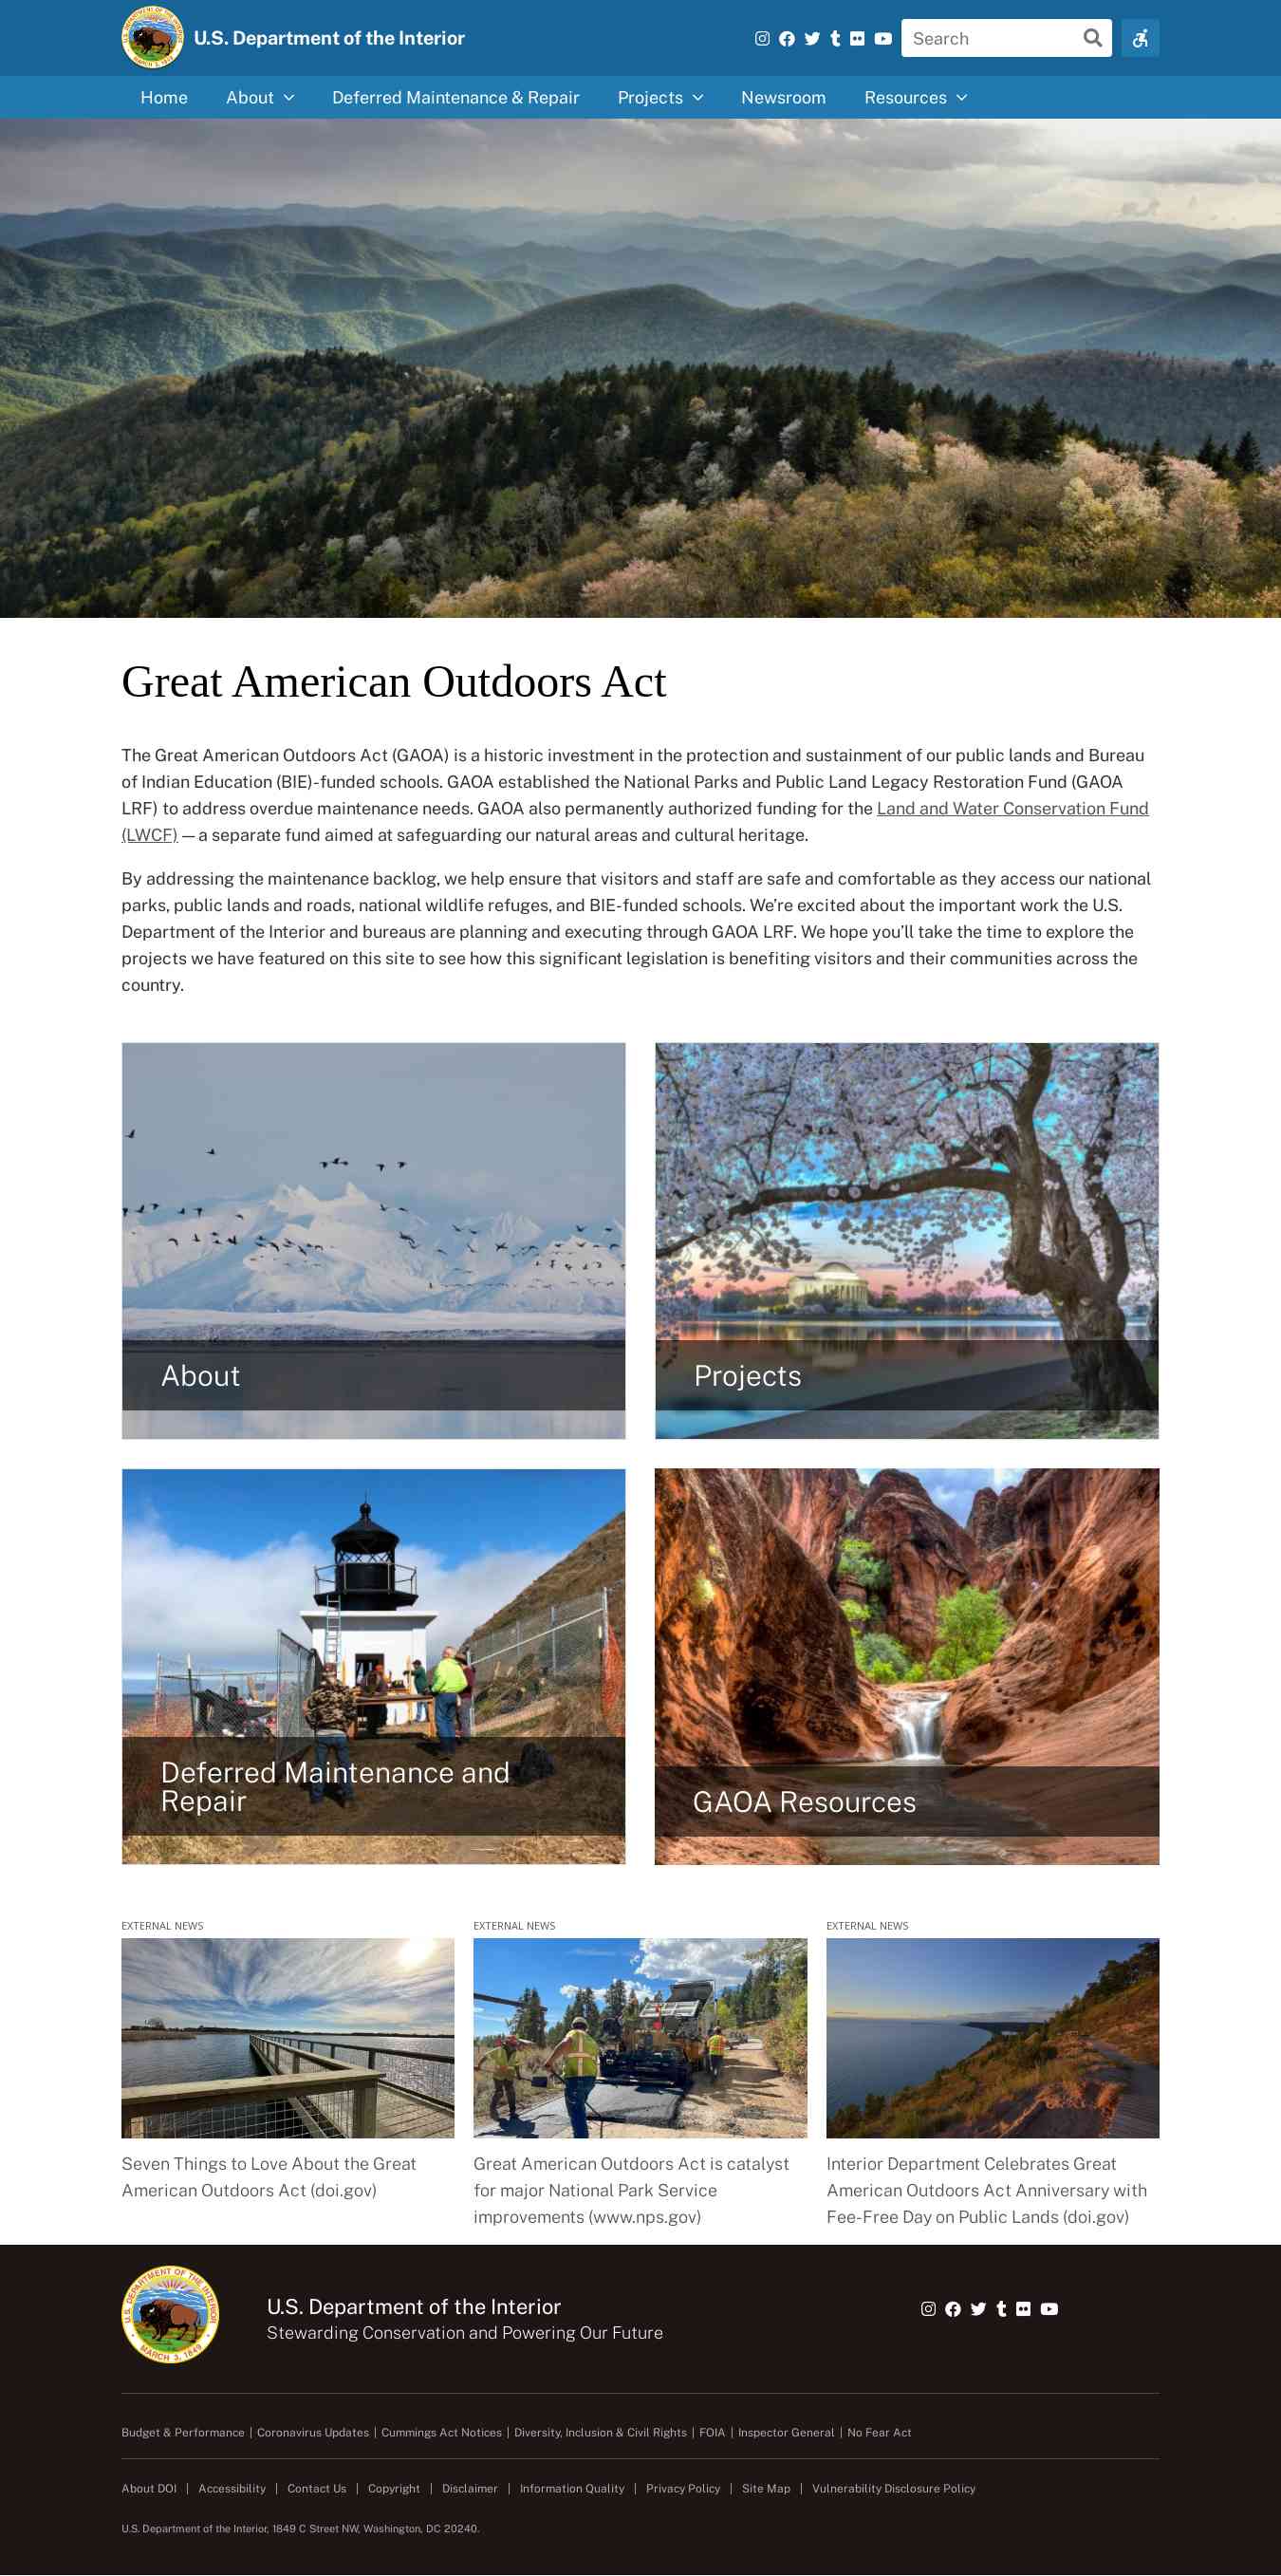 U.S. Department of the Interior
Search
Home
About
Deferred Maintenance & Repair
Projects
Newsroom
Resources
Great American Outdoors Act
The Great American Outdoors Act (GAOA) is a historic investment in the protection and sustainment of our public lands and Bureau
of Indian Education (BIE)-funded schools. GAOA established the National Parks and Public Land Legacy Restoration Fund (GAOA
LRF) to address overdue maintenance needs. GAOA also permanently authorized funding for the Land and Water Conservation Fund
(LWCF) — a separate fund aimed at safeguarding our natural areas and cultural heritage.
By addressing the maintenance backlog, we help ensure that visitors and staff are safe and comfortable as they access our national
parks, public lands and roads, national wildlife refuges, and BIE-funded schools. We’re excited about the important work the U.S.
Department of the Interior and bureaus are planning and executing through GAOA LRF. We hope you’ll take the time to explore the
projects we have featured on this site to see how this significant legislation is benefiting visitors and their communities across the
country.
About
Projects
Deferred Maintenance and
Repair
GAOA Resources
EXTERNAL NEWS
Seven Things to Love About the Great
American Outdoors Act (doi.gov)
EXTERNAL NEWS
Great American Outdoors Act is catalyst
for major National Park Service
improvements (www.nps.gov)
EXTERNAL NEWS
Interior Department Celebrates Great
American Outdoors Act Anniversary with
Fee-Free Day on Public Lands (doi.gov)
U.S. DEPARTMENT OF THE INTERIOR
MARCH 3, 1849
U.S. Department of the Interior
Stewarding Conservation and Powering Our Future
Budget & Performance | Coronavirus Updates | Cummings Act Notices | Diversity, Inclusion & Civil Rights | FOIA | Inspector General | No Fear Act
About DOI | Accessibility | Contact Us | Copyright | Disclaimer | Information Quality | Privacy Policy | Site Map | Vulnerability Disclosure Policy
U.S. Department of the Interior, 1849 C Street NW, Washington, DC 20240.